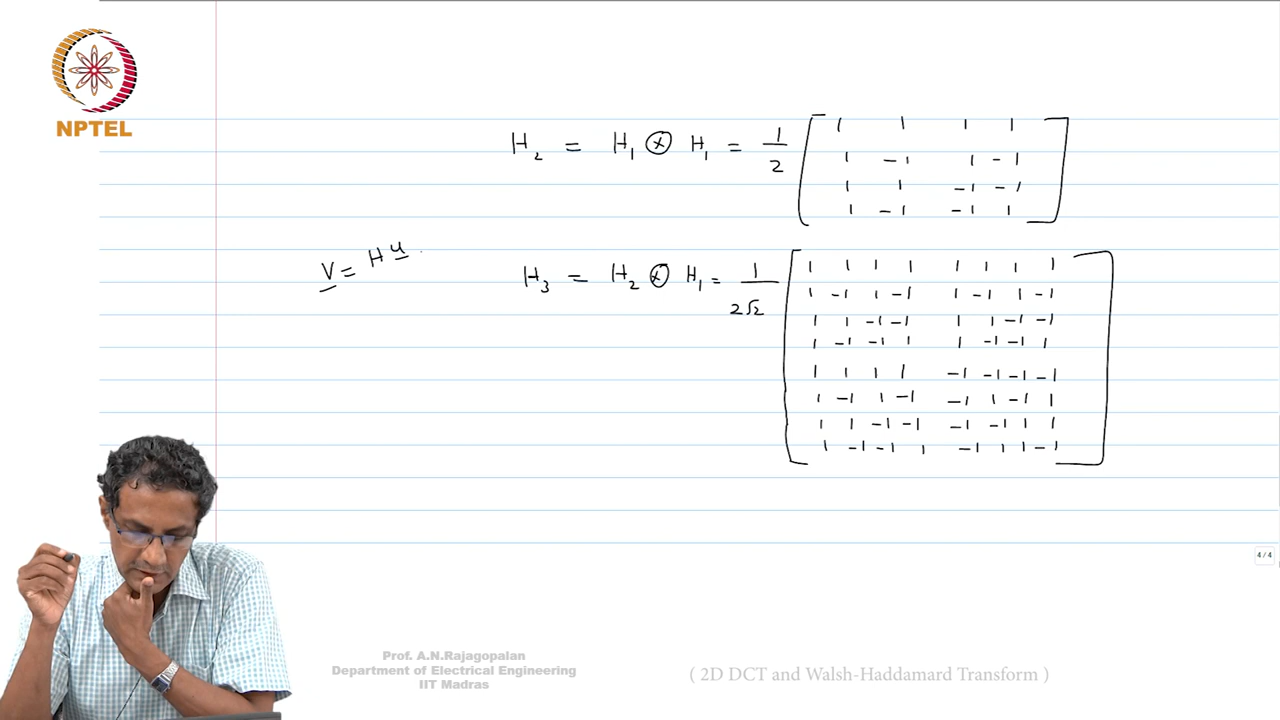 NPTEL
H₂ = H₁ ⊗ H₁ = 1/2 [
1 1 1 1
1 -1 1 -1
1 1 -1 -1
1 -1 -1 1
]
V = H u
H₃ = H₂ ⊗ H₁ = 1/2√2 [
1 1 1 1 1 1 1 1
1 -1 1 -1 1 -1 1 -1
1 1 -1 -1 1 1 -1 -1
1 -1 -1 1 1 -1 -1 1
1 1 1 1 -1 -1 -1 -1
1 -1 1 -1 -1 1 -1 1
1 1 -1 -1 -1 -1 1 1
1 -1 -1 1 -1 1 1 -1
]
4 / 4
Prof. A.N.Rajagopalan
Department of Electrical Engineering
IIT Madras
( 2D DCT and Walsh-Haddamard Transform )